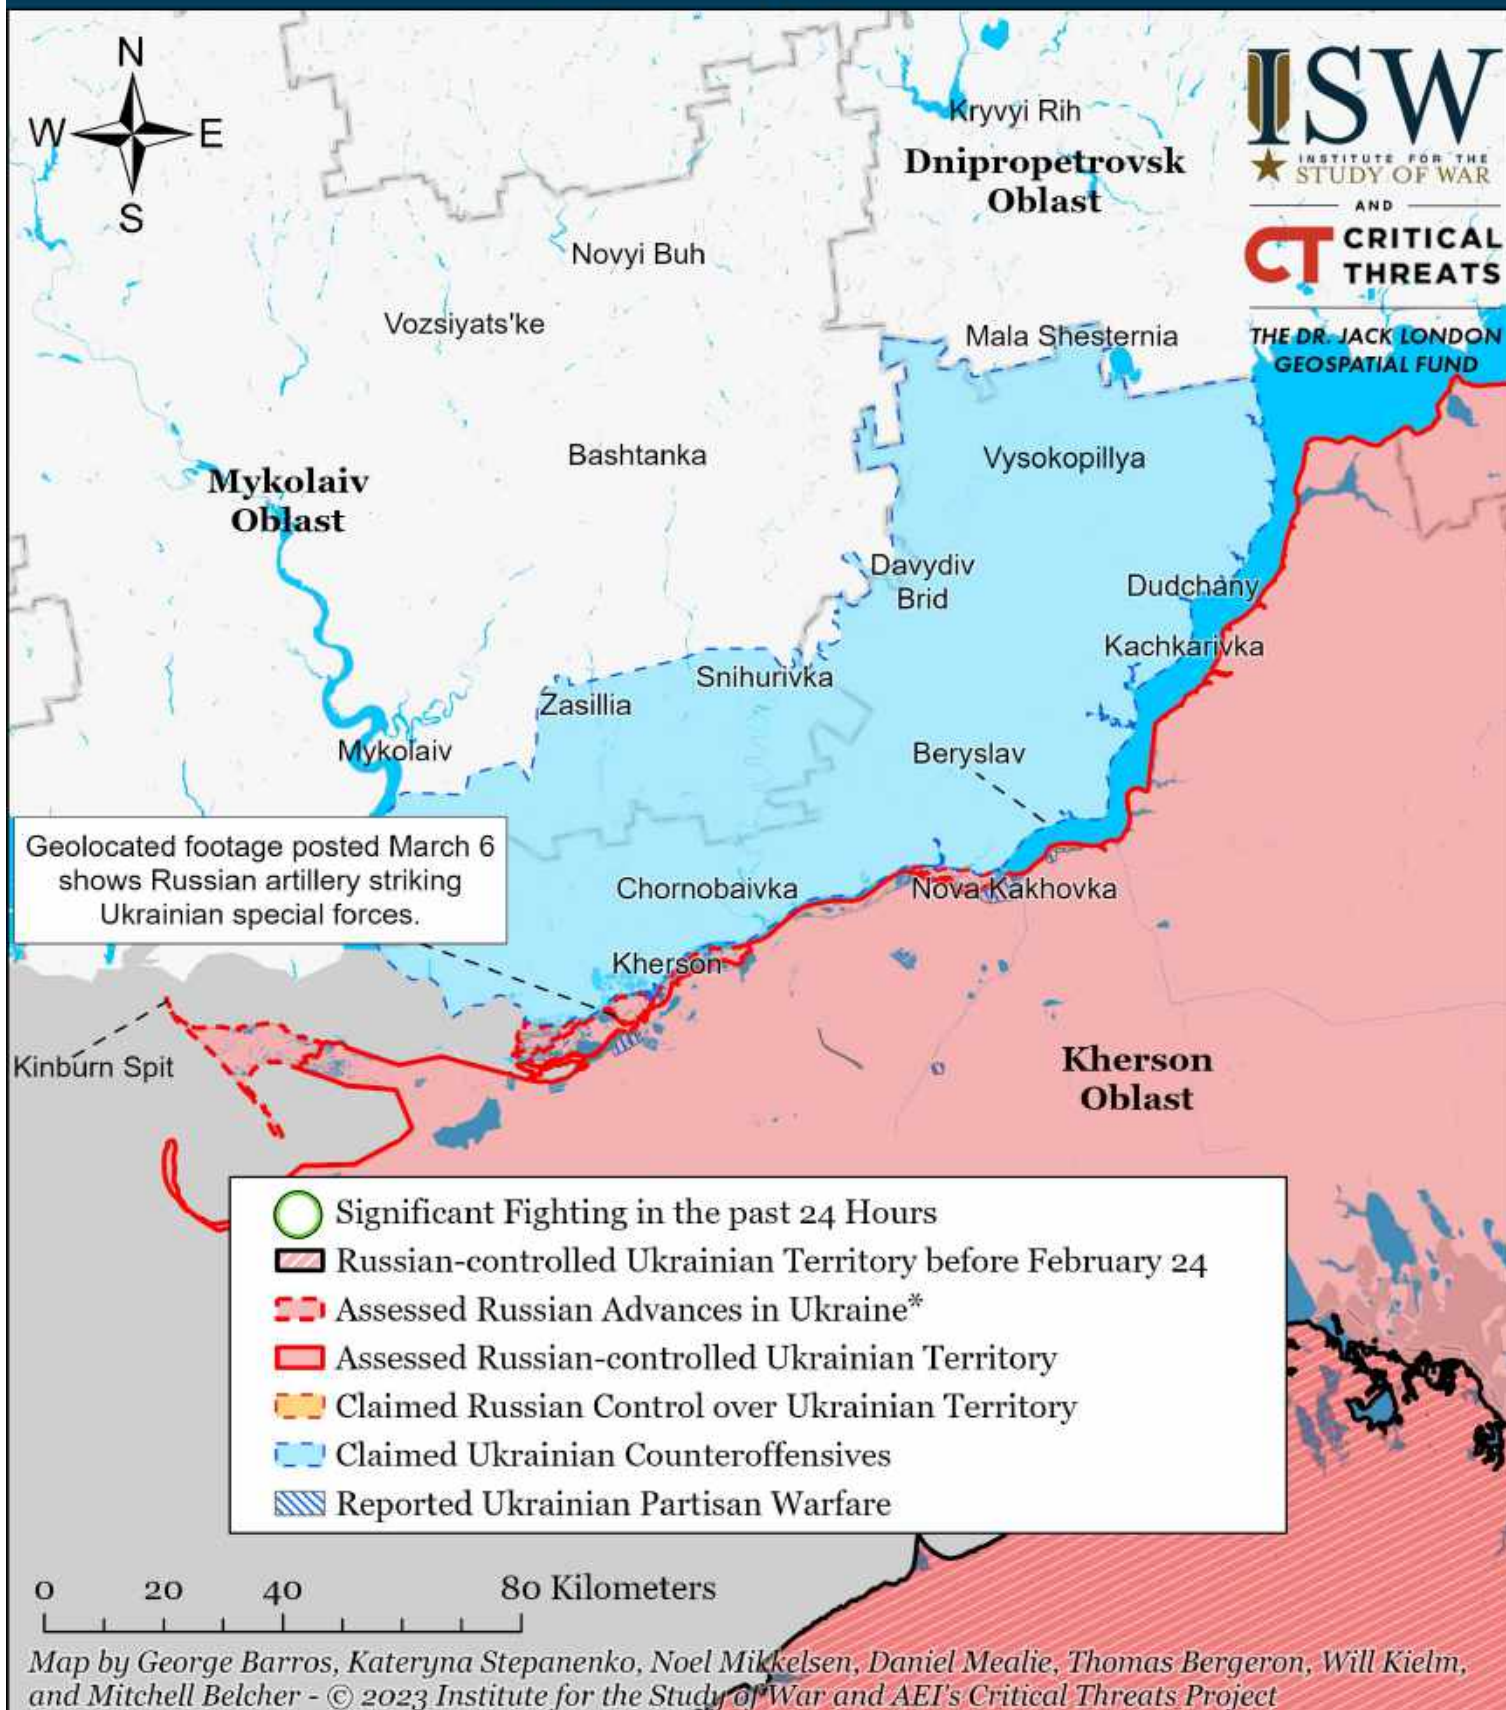 N
W E
S
ISW
INSTITUTE FOR THE
STUDY OF WAR
AND
CT CRITICAL
THREATS
THE DR. JACK LONDON
GEOSPATIAL FUND
Kryvyi Rih
Dnipropetrovsk
Oblast
Novyi Buh
Vozsiyats'ke
Mala Shesternia
Bashtanka
Vysokopillya
Mykolaiv
Oblast
Davydiv
Brid
Dudchany
Kachkarivka
Snihurivka
Zasillia
Mykolaiv
Beryslav
Geolocated footage posted March 6
shows Russian artillery striking
Ukrainian special forces.
Chornobaivka
Nova Kakhovka
Kherson
Kinburn Spit
Kherson
Oblast
Significant Fighting in the past 24 Hours
Russian-controlled Ukrainian Territory before February 24
Assessed Russian Advances in Ukraine*
Assessed Russian-controlled Ukrainian Territory
Claimed Russian Control over Ukrainian Territory
Claimed Ukrainian Counteroffensives
Reported Ukrainian Partisan Warfare
0 20 40 80 Kilometers
Map by George Barros, Kateryna Stepanenko, Noel Mikkelsen, Daniel Mealie, Thomas Bergeron, Will Kielm,
and Mitchell Belcher - © 2023 Institute for the Study of War and AEI's Critical Threats Project